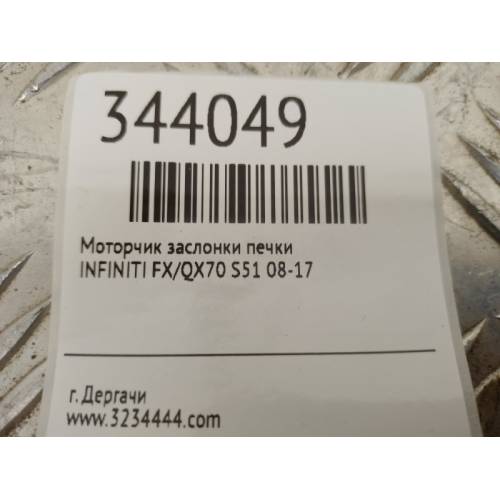 344049
Моторчик заслонки печки
INFINITI FX/QX70 S51 08-17
г. Дергачи
www.3234444.com